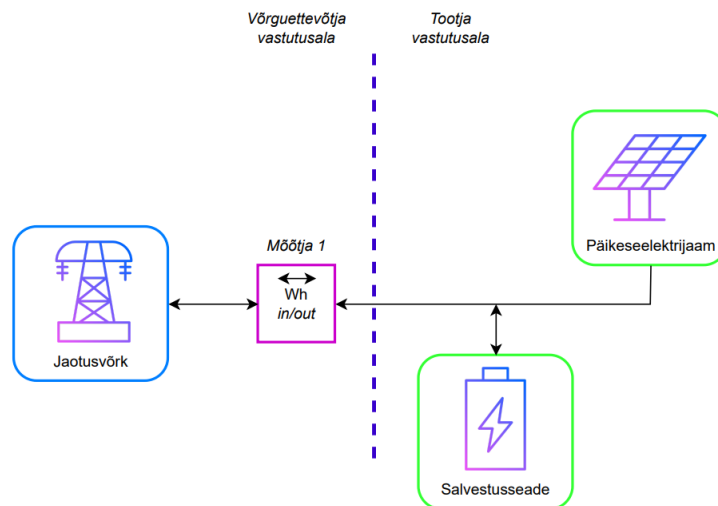 Võrguettevõtja
vastutusala
Tootja
vastutusala
Päikeseelektrijaam
Mõõtja 1
Wh
in/out
Jaotusvõrk
Salvestusseade